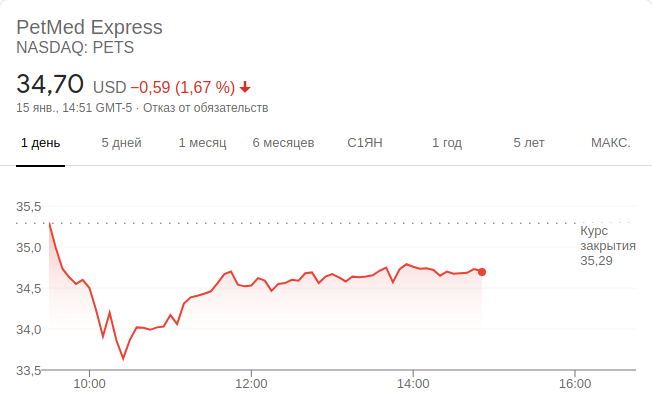 PetMed Express
NASDAQ: PETS
34,70 USD −0,59 (1,67 %)
15 янв., 14:51 GMT-5 · Отказ от обязательств
1 день 5 дней 1 месяц 6 месяцев С1ЯН 1 год 5 лет МАКС.
35,5
Курс
закрытия
35,29
35,0
34,5
34,0
33,5
10:00 12:00 14:00 16:00